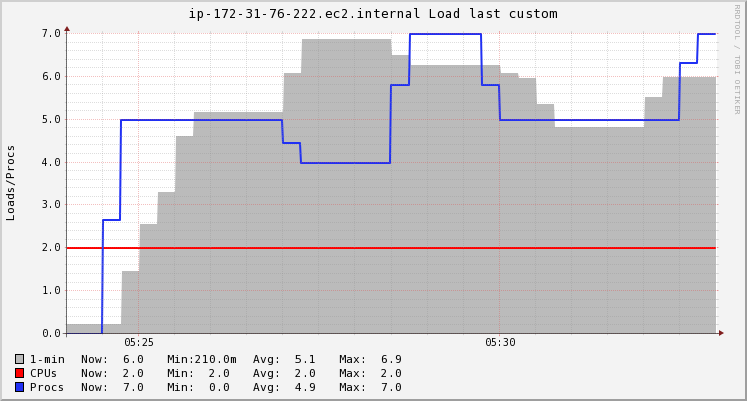 ip-172-31-76-222.ec2.internal Load last custom
RRDTOOL / TOBI OETIKER
Loads/Procs
7.0
6.0
5.0
4.0
3.0
2.0
1.0
0.0
05:25 05:30
1-min Now: 6.0 Min:210.0m Avg: 5.1 Max: 6.9
CPUs Now: 2.0 Min: 2.0 Avg: 2.0 Max: 2.0
Procs Now: 7.0 Min: 0.0 Avg: 4.9 Max: 7.0